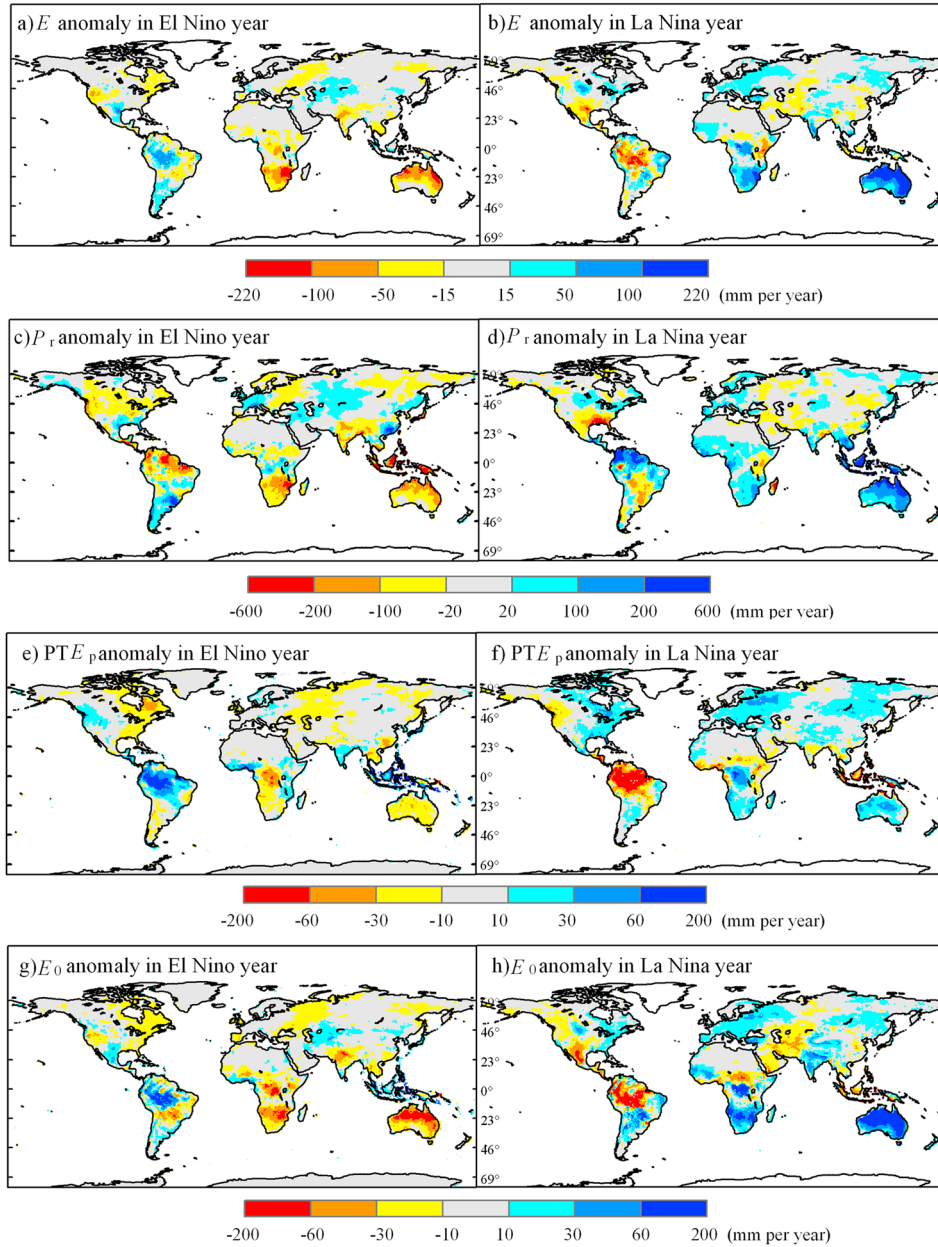 a) E anomaly in El Nino year
b) E anomaly in La Nina year
46°
23°
0°
23°
46°
69°
-220 -100 -50 -15 15 50 100 220 (mm per year)
c) P r anomaly in El Nino year
d) P r anomaly in La Nina year
46°
23°
0°
23°
46°
69°
-600 -200 -100 -20 20 100 200 600 (mm per year)
e) PTE p anomaly in El Nino year
f) PTE p anomaly in La Nina year
46°
23°
0°
23°
46°
69°
-200 -60 -30 -10 10 30 60 200 (mm per year)
g) E 0 anomaly in El Nino year
h) E 0 anomaly in La Nina year
46°
23°
0°
23°
46°
69°
-200 -60 -30 -10 10 30 60 200 (mm per year)